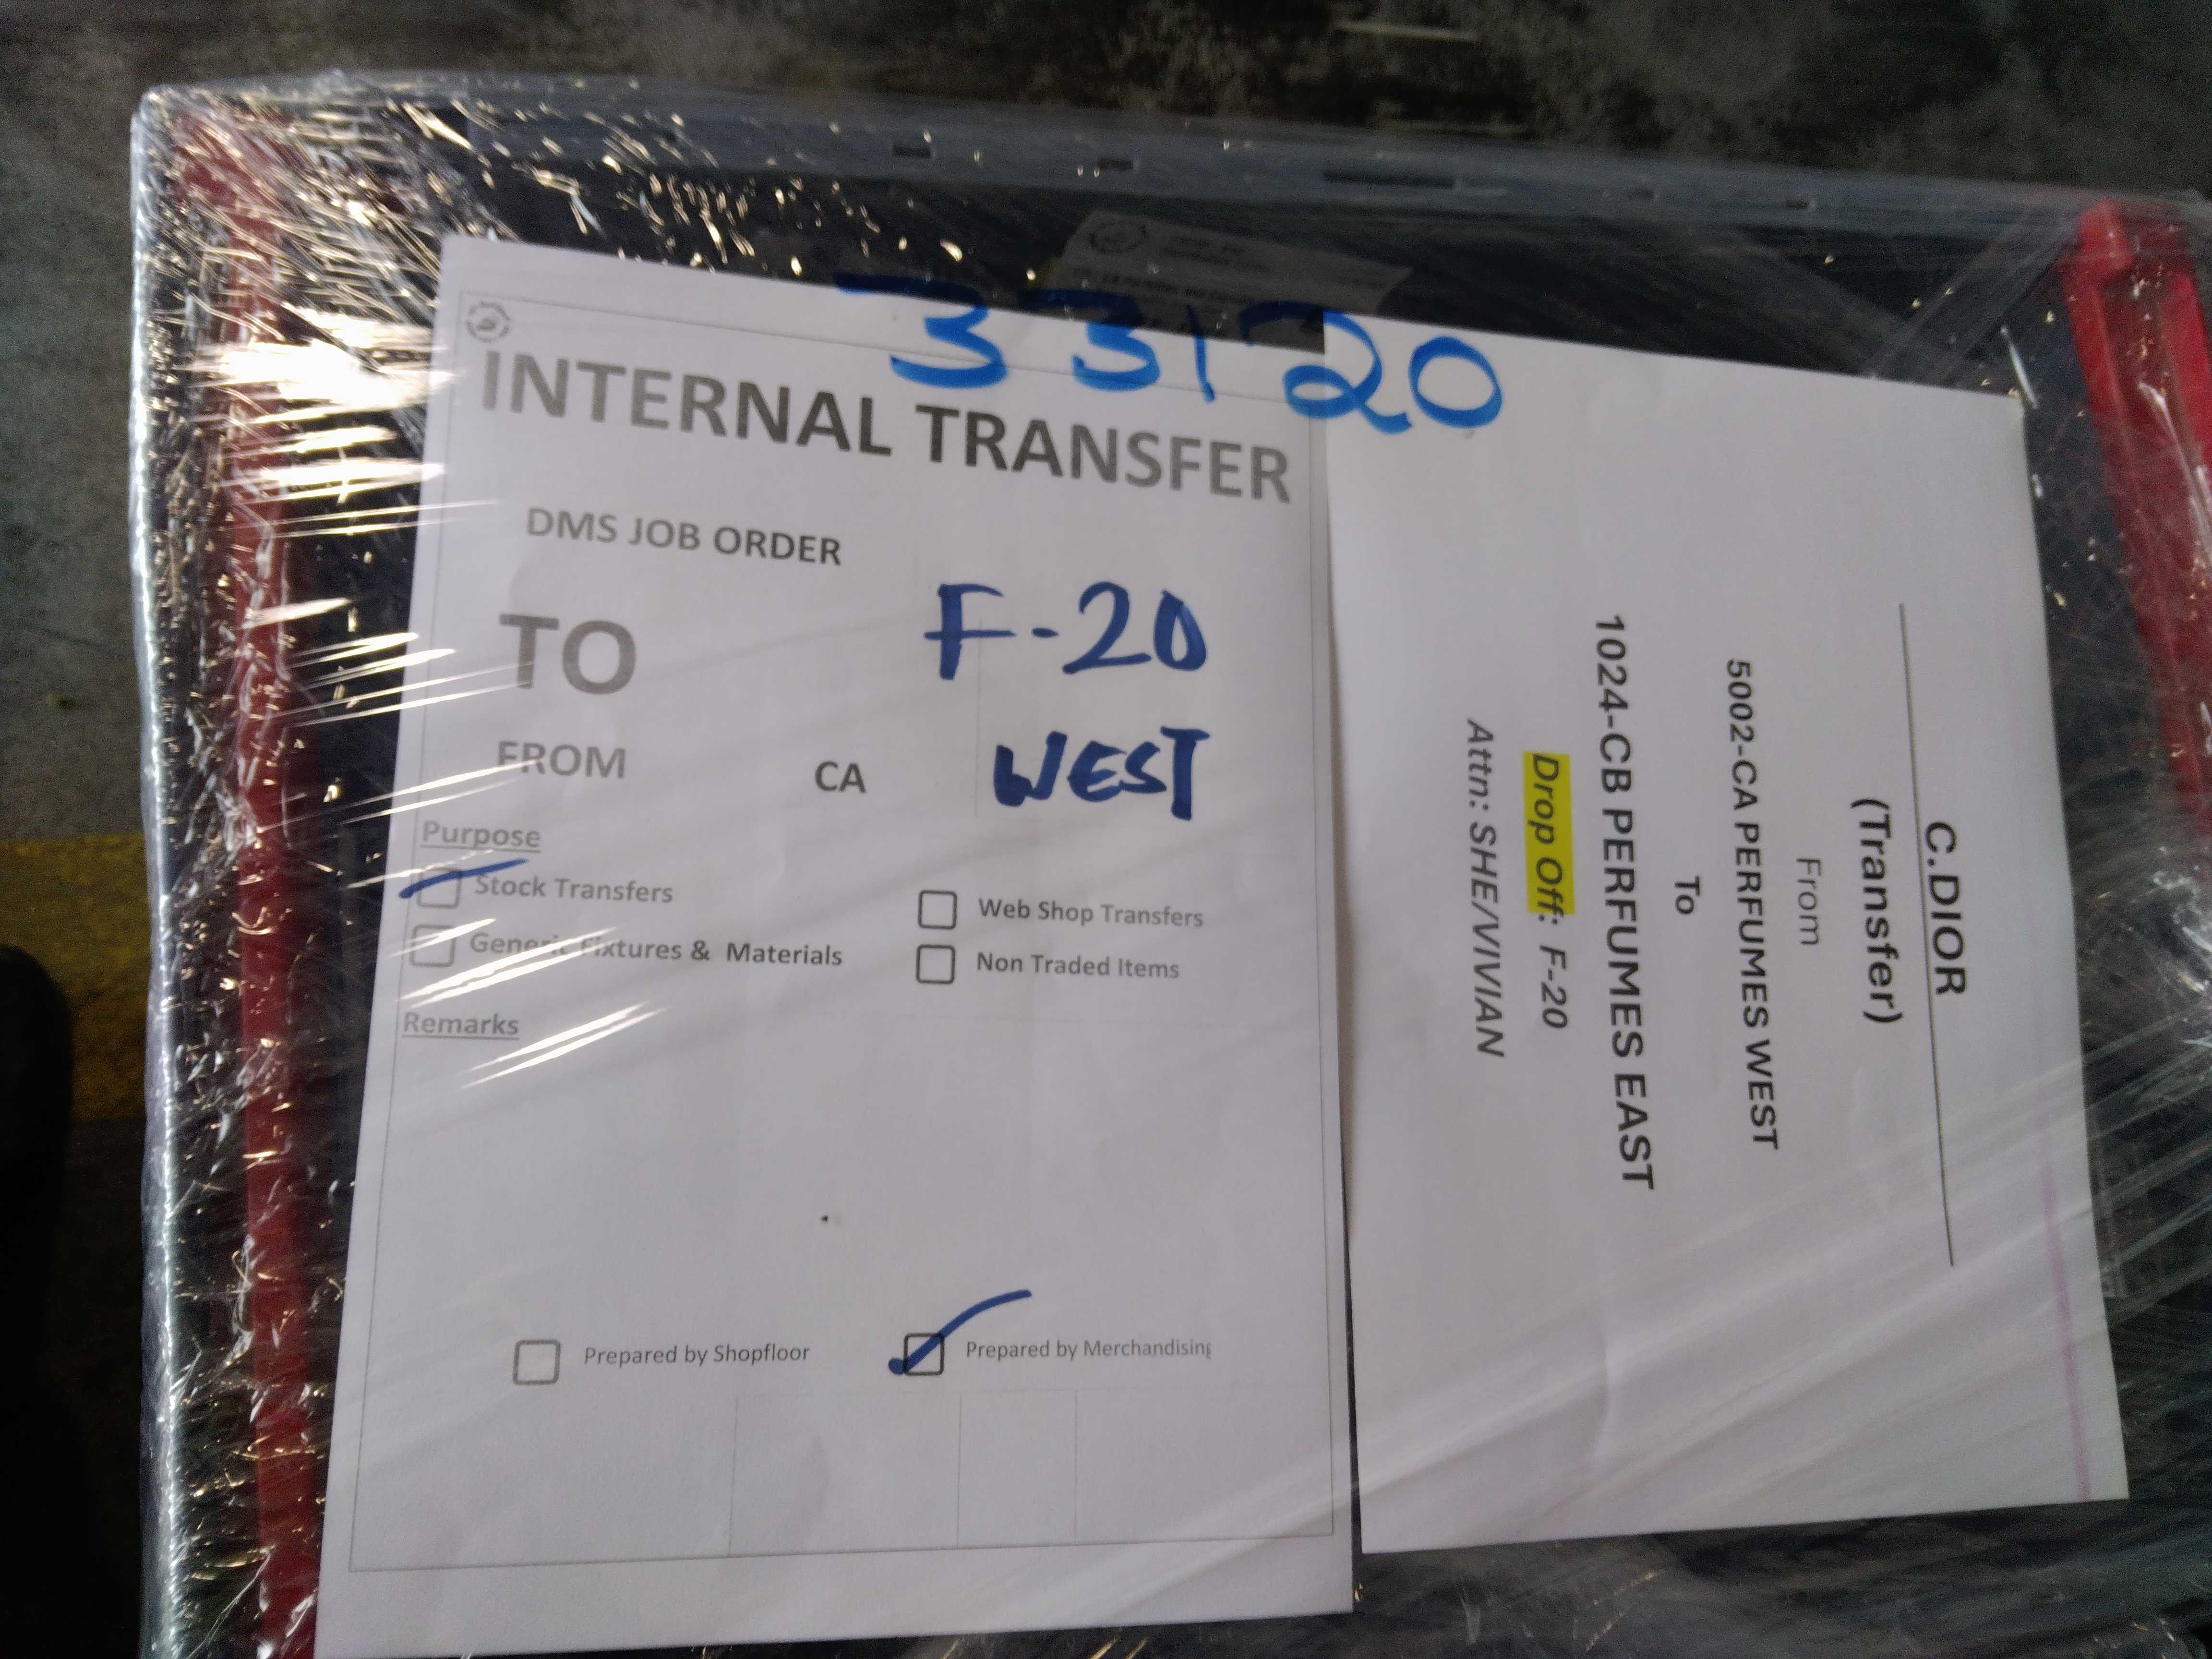 33120
INTERNAL TRANSFER
DMS JOB ORDER
TO F-20
FROM CA WEST
Purpose
Stock Transfers
Web Shop Transfers
Generic Fixtures & Materials
Non Traded Items
Remarks
Prepared by Shopfloor
Prepared by Merchandising
C.DIOR
(Transfer)
From
5002-CA PERFUMES WEST
To
1024-CB PERFUMES EAST
Drop Off: F-20
Attn: SHE/VIVIAN